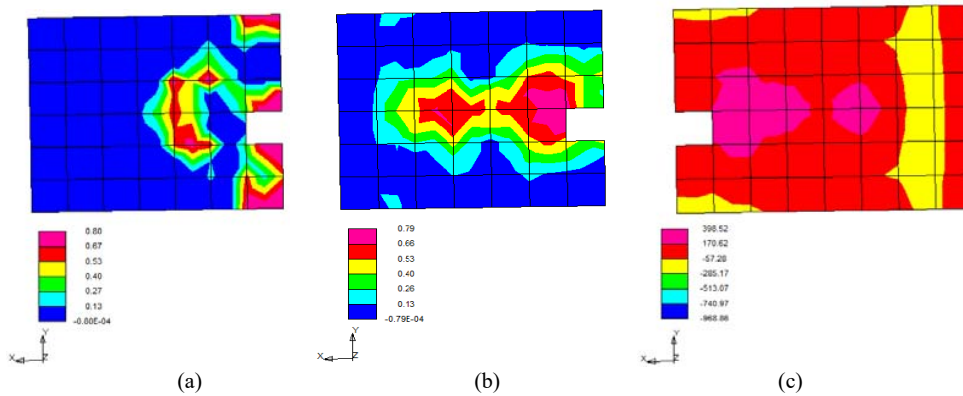 0.80
0.67
0.53
0.40
0.27
0.13
-0.80E-04
Y
X
Z
(a)
0.79
0.66
0.53
0.40
0.26
0.13
-0.79E-04
Y
X
Z
(b)
398.52
170.62
-57.28
-285.17
-513.07
-740.97
-968.86
Y
X
Z
(c)